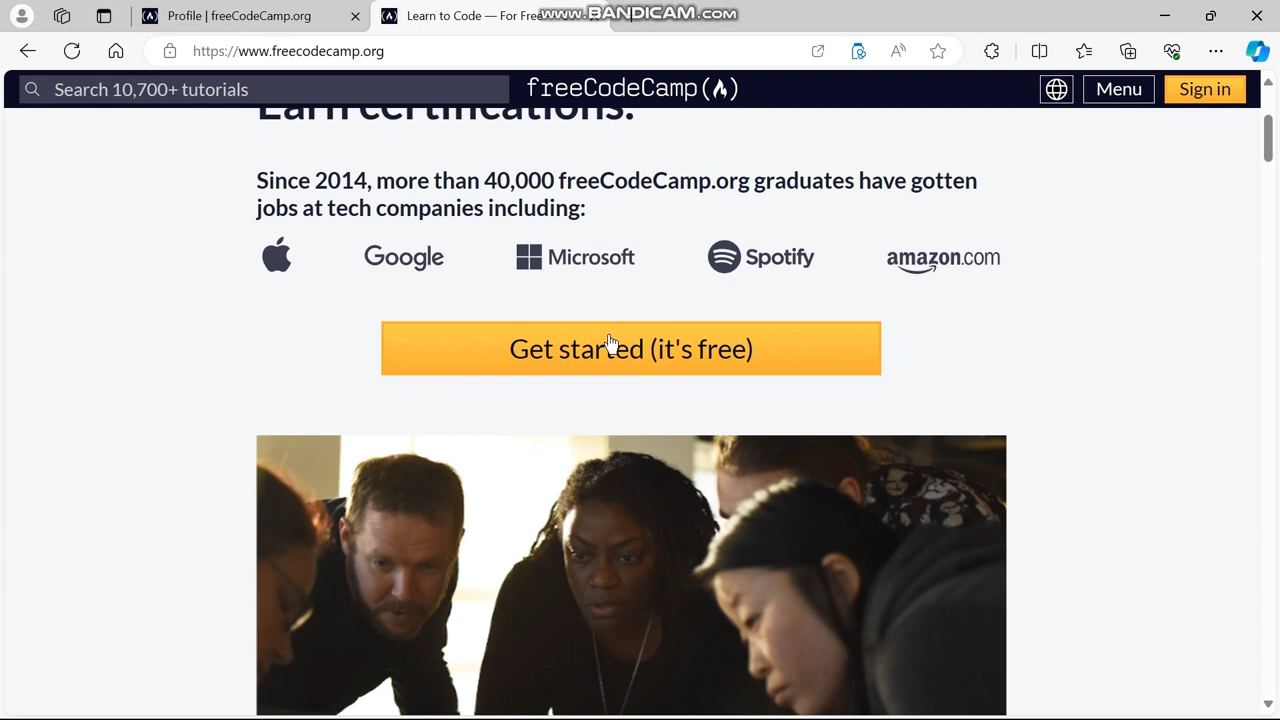 www.BANDICAM.com
Profile | freeCodeCamp.org
Learn to Code — For Fre
https://www.freecodecamp.org
Search 10,700+ tutorials
freeCodeCamp
Menu
Sign in
Earn certifications.
Since 2014, more than 40,000 freeCodeCamp.org graduates have gotten
jobs at tech companies including:
Google
Microsoft
Spotify
amazon.com
Get started (it's free)